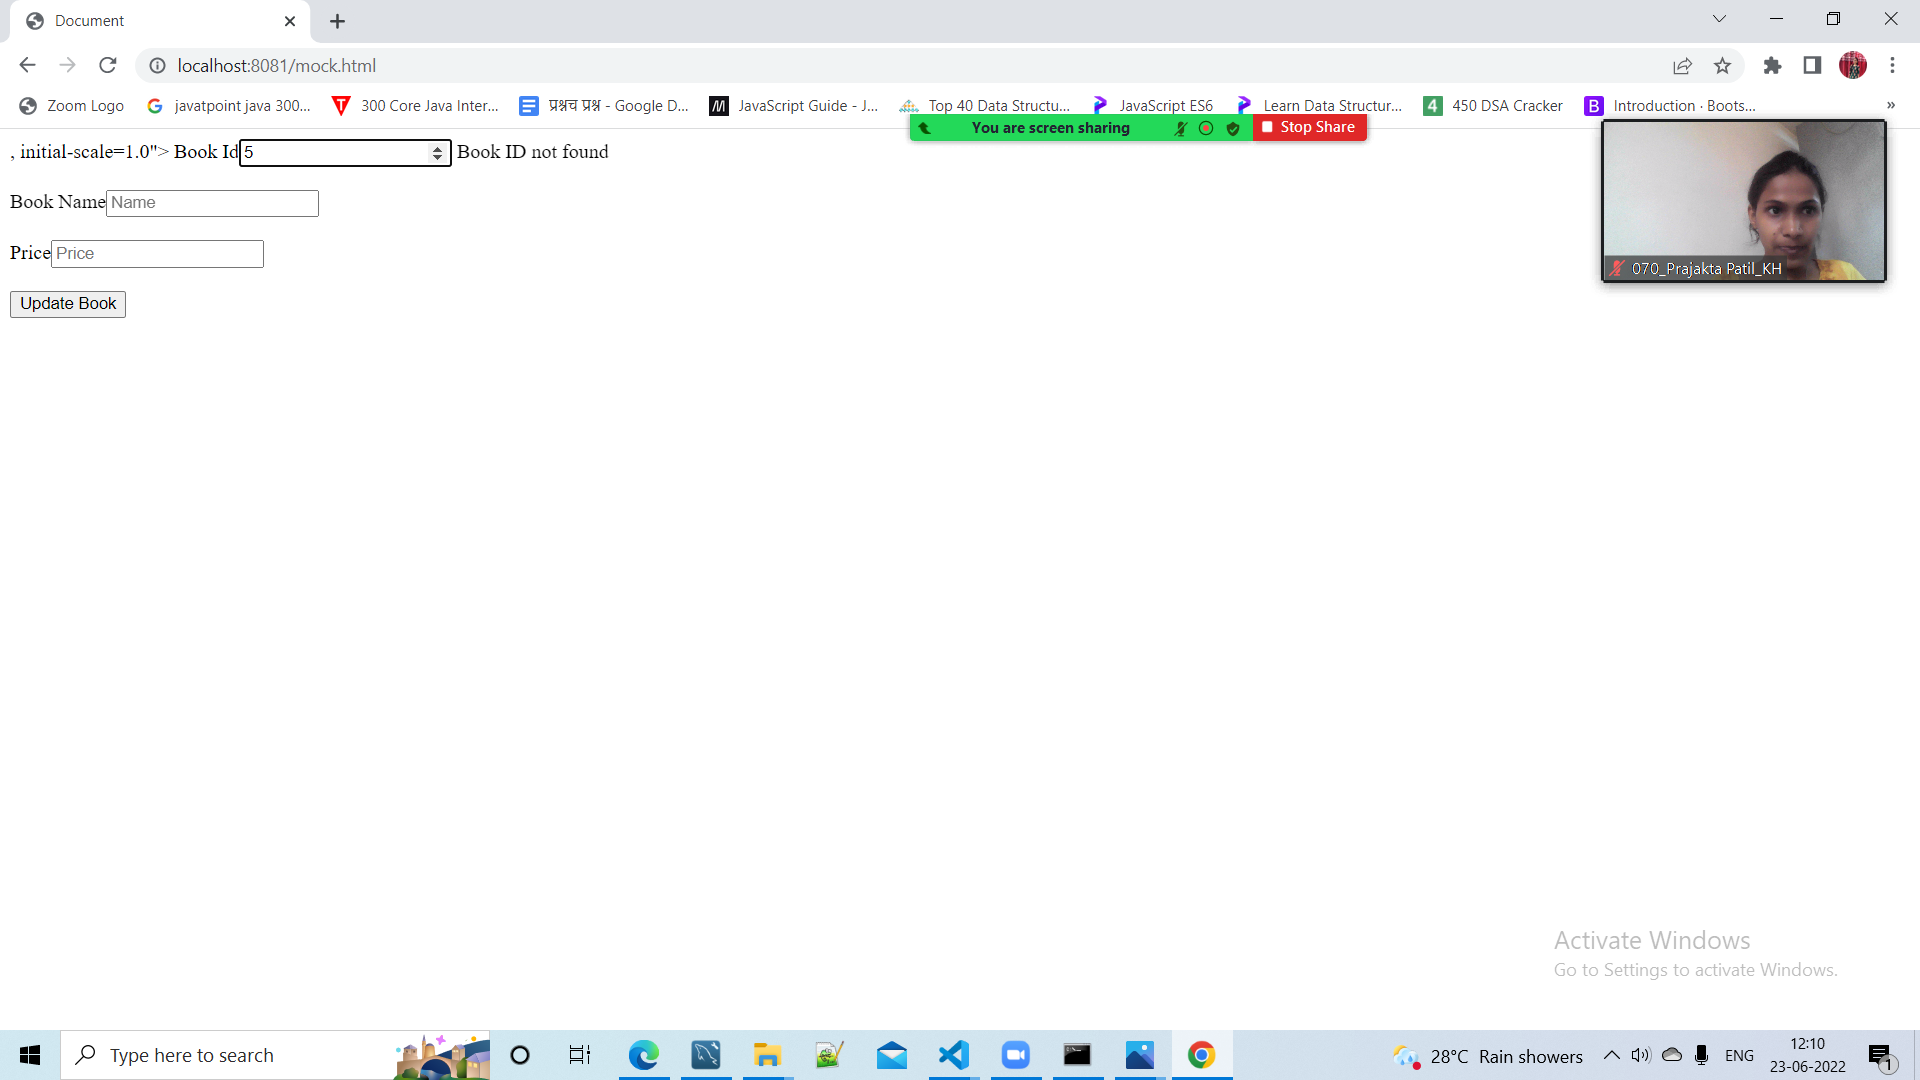 Document
localhost:8081/mock.html
Zoom Logo
javatpoint java 300...
300 Core Java Inter...
प्रश्नच प्रश्न - Google D...
JavaScript Guide - J...
Top 40 Data Structu...
JavaScript ES6
Learn Data Structur...
4 450 DSA Cracker
B Introduction · Boots...
»
You are screen sharing
Stop Share
, initial-scale=1.0"> Book Id 5 Book ID not found
070_Prajakta Patil_KH
Book Name Name
Price Price
Update Book
Activate Windows
Go to Settings to activate Windows.
Type here to search
28°C Rain showers
ENG
12:10
23-06-2022
1